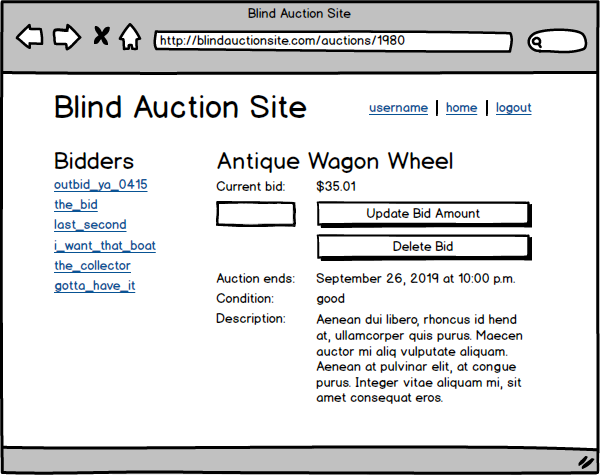 Blind Auction Site
http://blindauctionsite.com/auctions/1980
Blind Auction Site
username | home | logout
Bidders
outbid_ya_0415
the_bid
last_second
i_want_that_boat
the_collector
gotta_have_it
Antique Wagon Wheel
Current bid: $35.01
Update Bid Amount
Delete Bid
Auction ends: September 26, 2019 at 10:00 p.m.
Condition: good
Description: Aenean dui libero, rhoncus id hend
at, ullamcorper quis purus. Maecen
auctor mi aliq vulputate aliquam.
Aenean at pulvinar elit, at congue
purus. Integer vitae aliquam mi, sit
amet consequat eros.